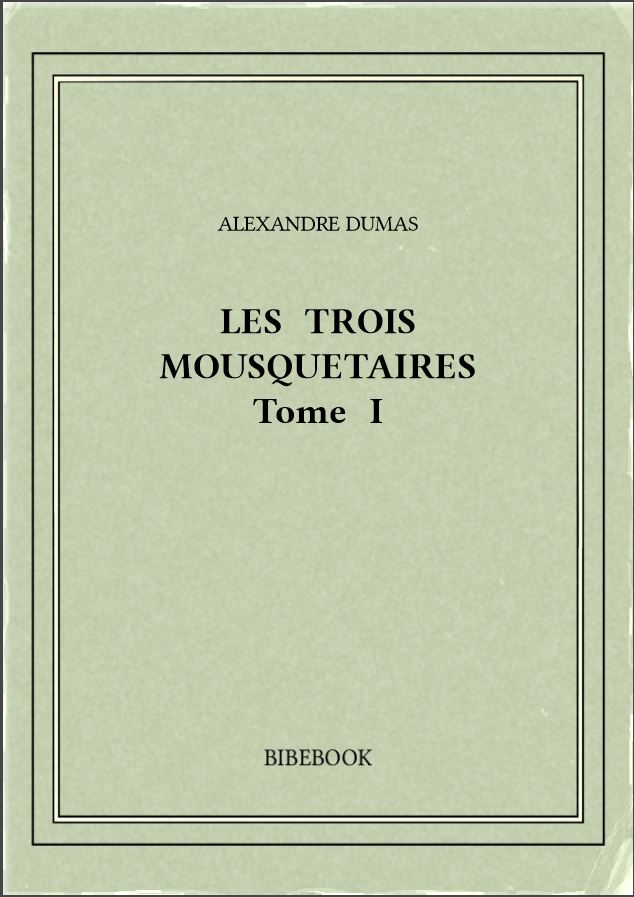 ALEXANDRE DUMAS
LES TROIS
MOUSQUETAIRES
Tome I
BIBEBOOK